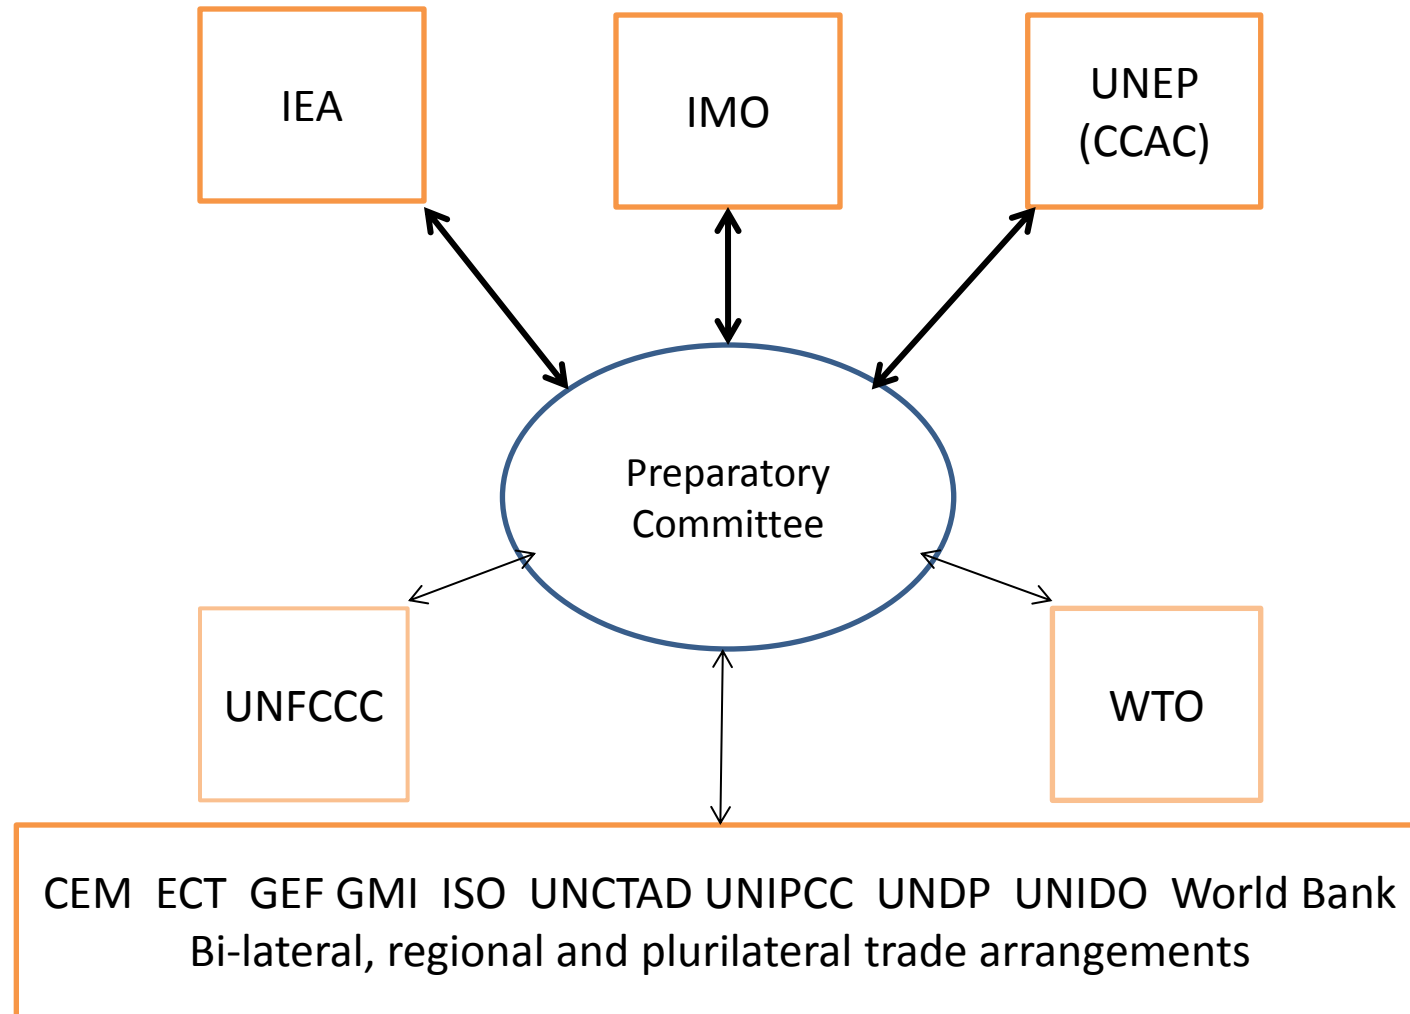 IEA
IMO
UNEP
(CCAC)
Preparatory
Committee
UNFCCC
WTO
CEM ECT GEF GMI ISO UNCTAD UNIPCC UNDP UNIDO World Bank
Bi-lateral, regional and plurilateral trade arrangements